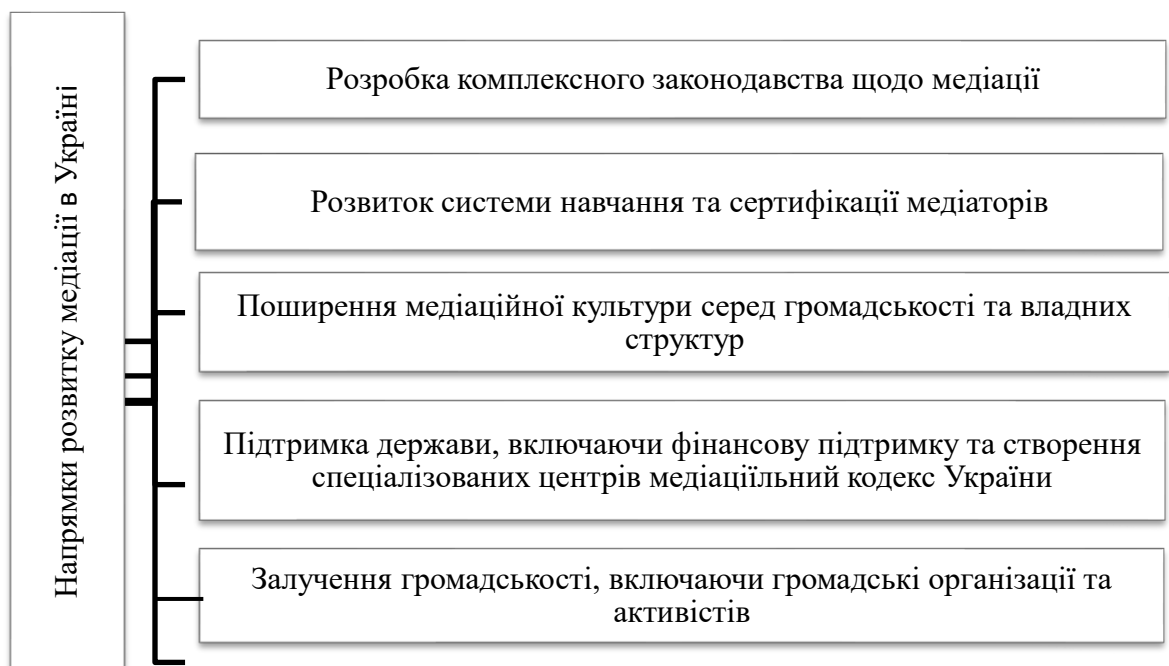 Напрямки розвитку медіації в Україні
Розробка комплексного законодавства щодо медіації
Розвиток системи навчання та сертифікації медіаторів
Поширення медіаційної культури серед громадськості та владних
структур
Підтримка держави, включаючи фінансову підтримку та створення
спеціалізованих центрів медіаціїльний кодекс України
Залучення громадськості, включаючи громадські організації та
активістів